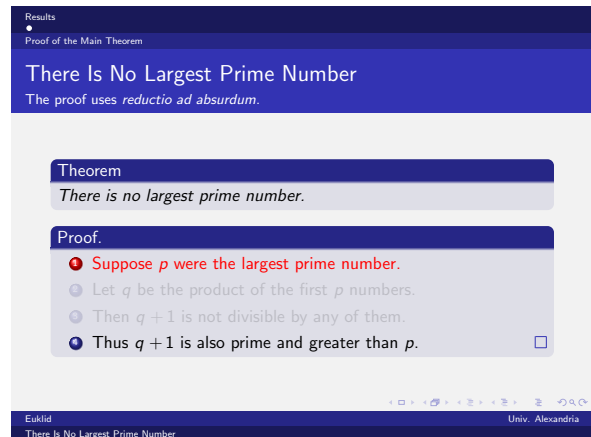 Results
Proof of the Main Theorem
There Is No Largest Prime Number
The proof uses reductio ad absurdum.
Theorem
There is no largest prime number.
Proof.
1 Suppose p were the largest prime number.
2 Let q be the product of the first p numbers.
3 Then q + 1 is not divisible by any of them.
4 Thus q + 1 is also prime and greater than p. □
Euklid Univ. Alexandria
There Is No Largest Prime Number